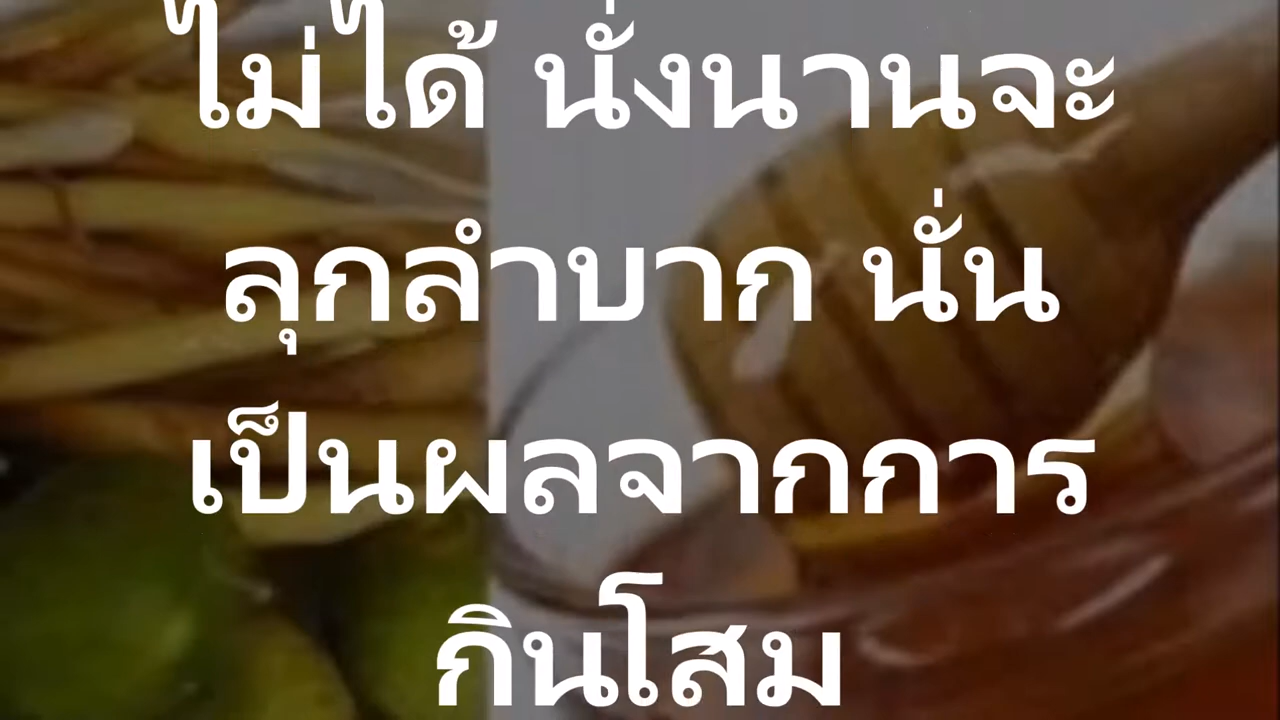 ไม่ได้ นั่งนานจะ
ลุกลำบาก นั่น
เป็นผลจากการ
กินโสม